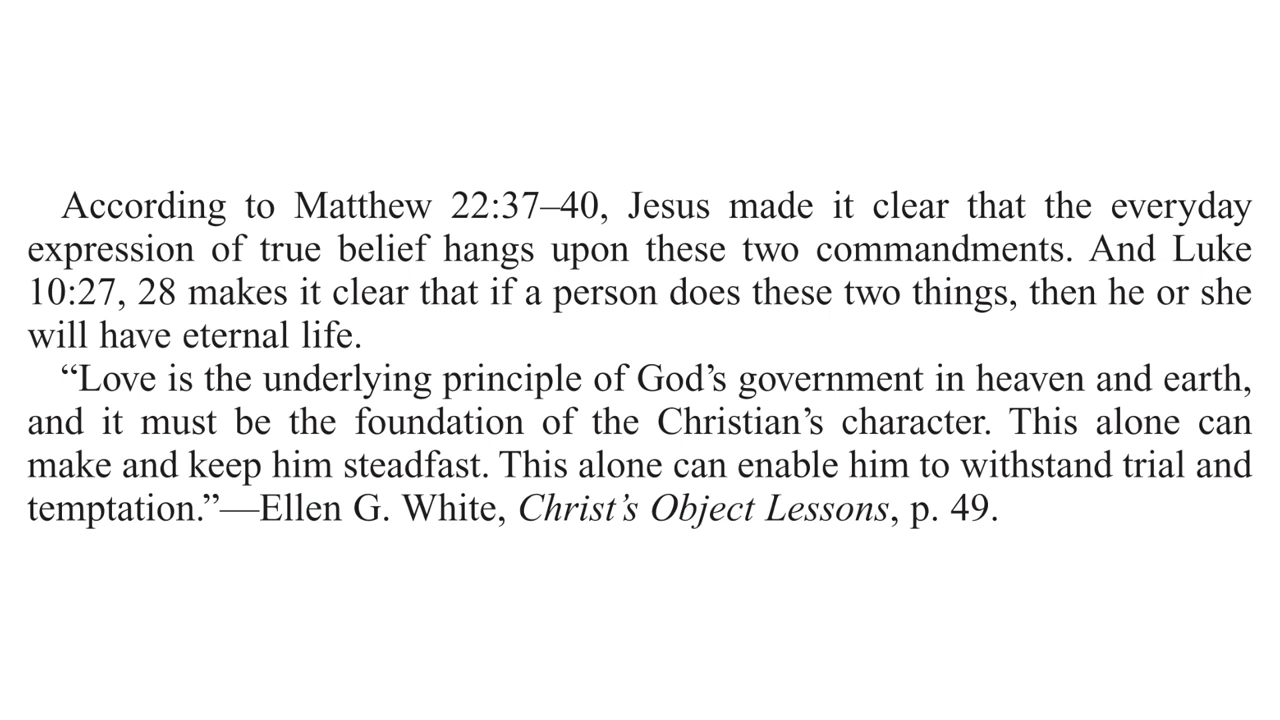 According to Matthew 22:37–40, Jesus made it clear that the everyday
expression of true belief hangs upon these two commandments. And Luke
10:27, 28 makes it clear that if a person does these two things, then he or she
will have eternal life.
“Love is the underlying principle of God’s government in heaven and earth,
and it must be the foundation of the Christian’s character. This alone can
make and keep him steadfast. This alone can enable him to withstand trial and
temptation.”—Ellen G. White, Christ’s Object Lessons, p. 49.